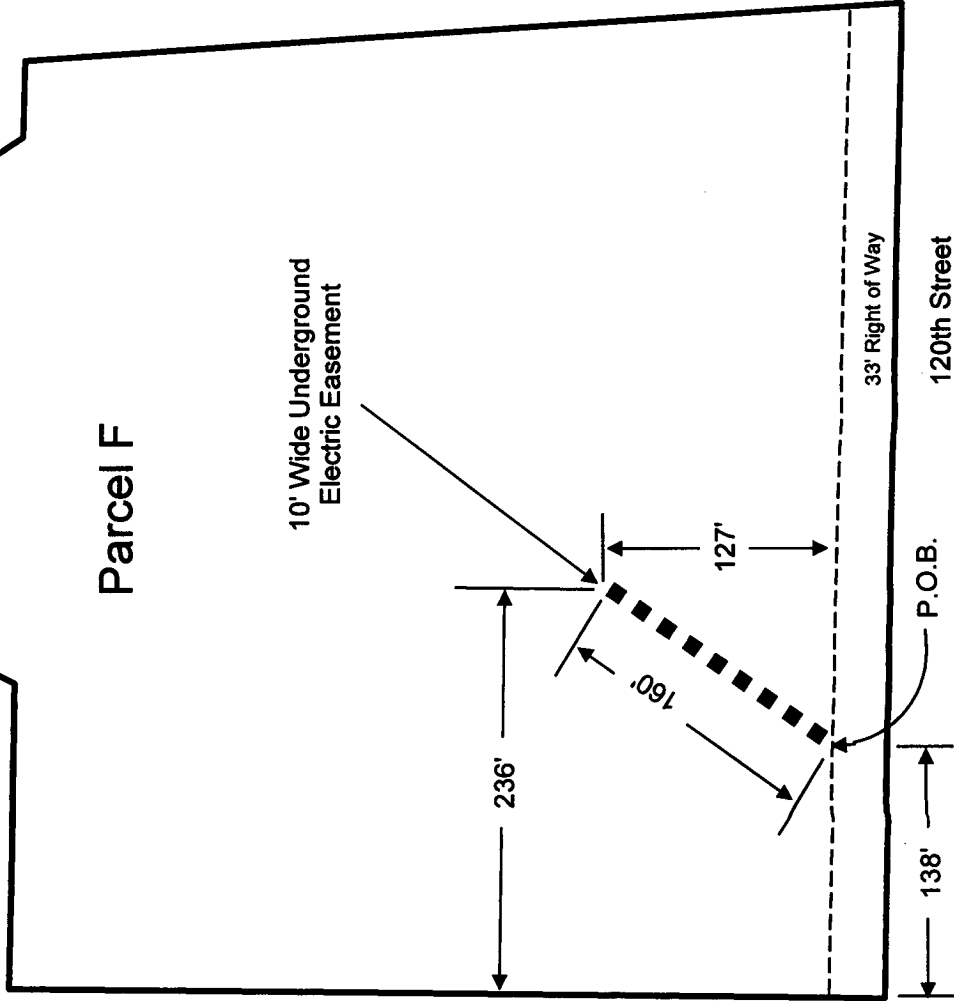 Parcel F
10' Wide Underground
Electric Easement
127'
160'
236'
33' Right of Way
P.O.B.
138'
120th Street